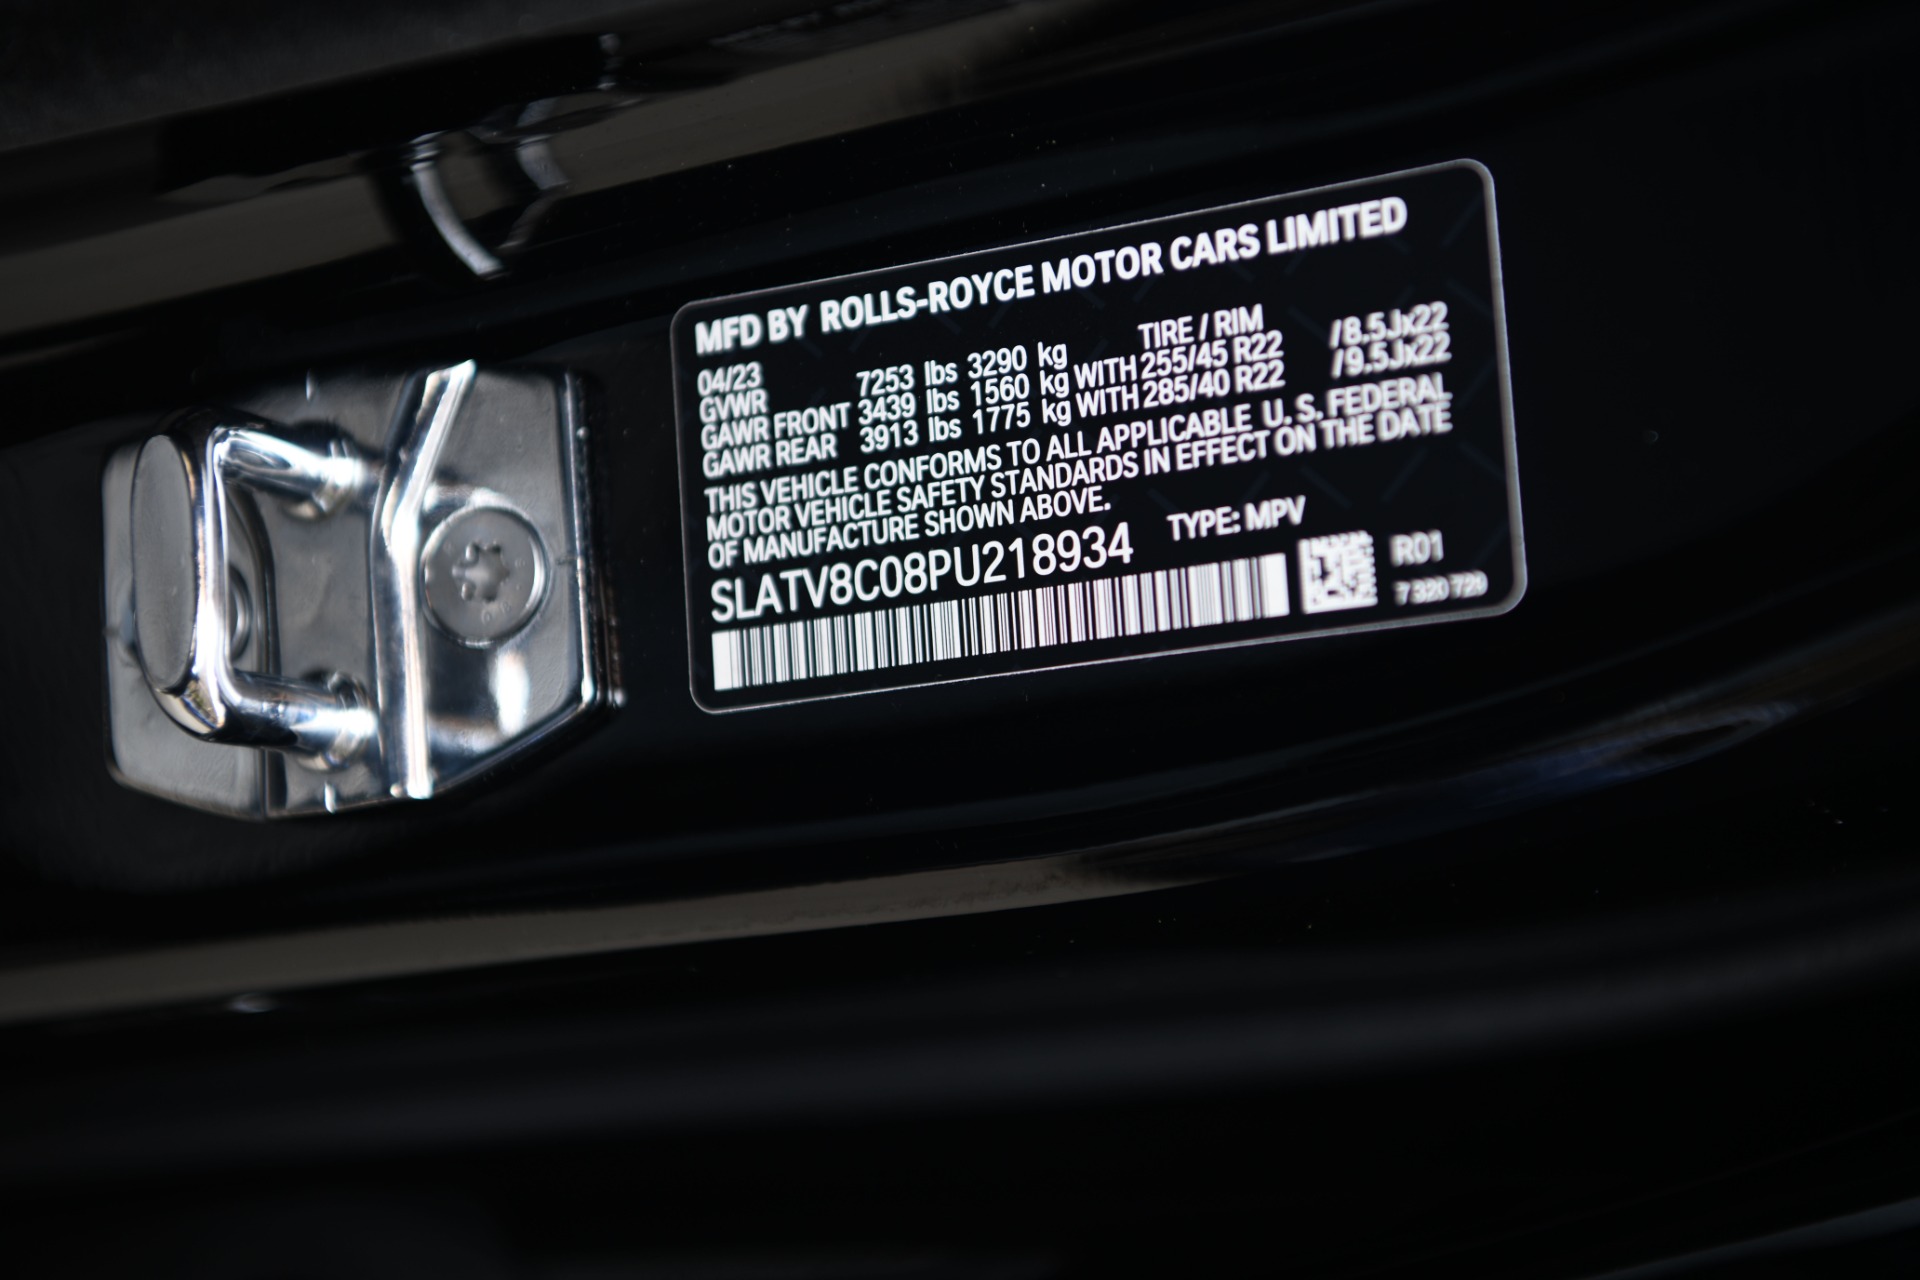 MFD BY ROLLS-ROYCE MOTOR CARS LIMITED
04/23 TIRE / RIM
GVWR 7253 lbs 3290 kg
GAWR FRONT 3439 lbs 1560 kg WITH 255/45 R22 /8.5Jx22
GAWR REAR 3913 lbs 1775 kg WITH 285/40 R22 /9.5Jx22
THIS VEHICLE CONFORMS TO ALL APPLICABLE U. S. FEDERAL
MOTOR VEHICLE SAFETY STANDARDS IN EFFECT ON THE DATE
OF MANUFACTURE SHOWN ABOVE.
SLATV8C08PU218934 TYPE: MPV
R01
7 320 729